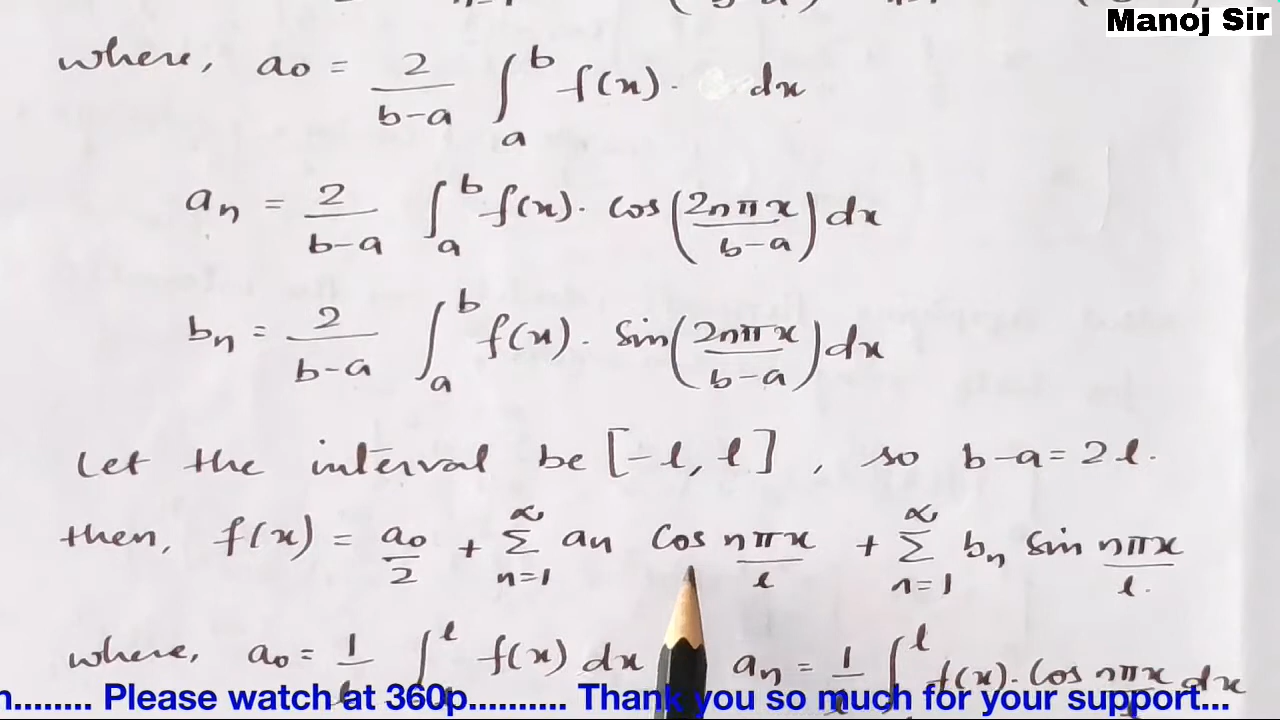 Manoj Sir
where, a0 = 2/(b-a) ∫_a^b f(x). dx
an = 2/(b-a) ∫_a^b f(x). cos(2nπx/(b-a)) dx
bn = 2/(b-a) ∫_a^b f(x). sin(2nπx/(b-a)) dx
Let the interval be [-l, l], so b-a = 2l.
then, f(x) = a0/2 + Σ_{n=1}^∞ an cos nπx/l + Σ_{n=1}^∞ bn sin nπx/l.
where, a0 = 1/ ∫^l f(x) dx an = 1/ ∫^l f(x). cos nπx dx
......... Please watch at 360p.......... Thank you so much for your support...